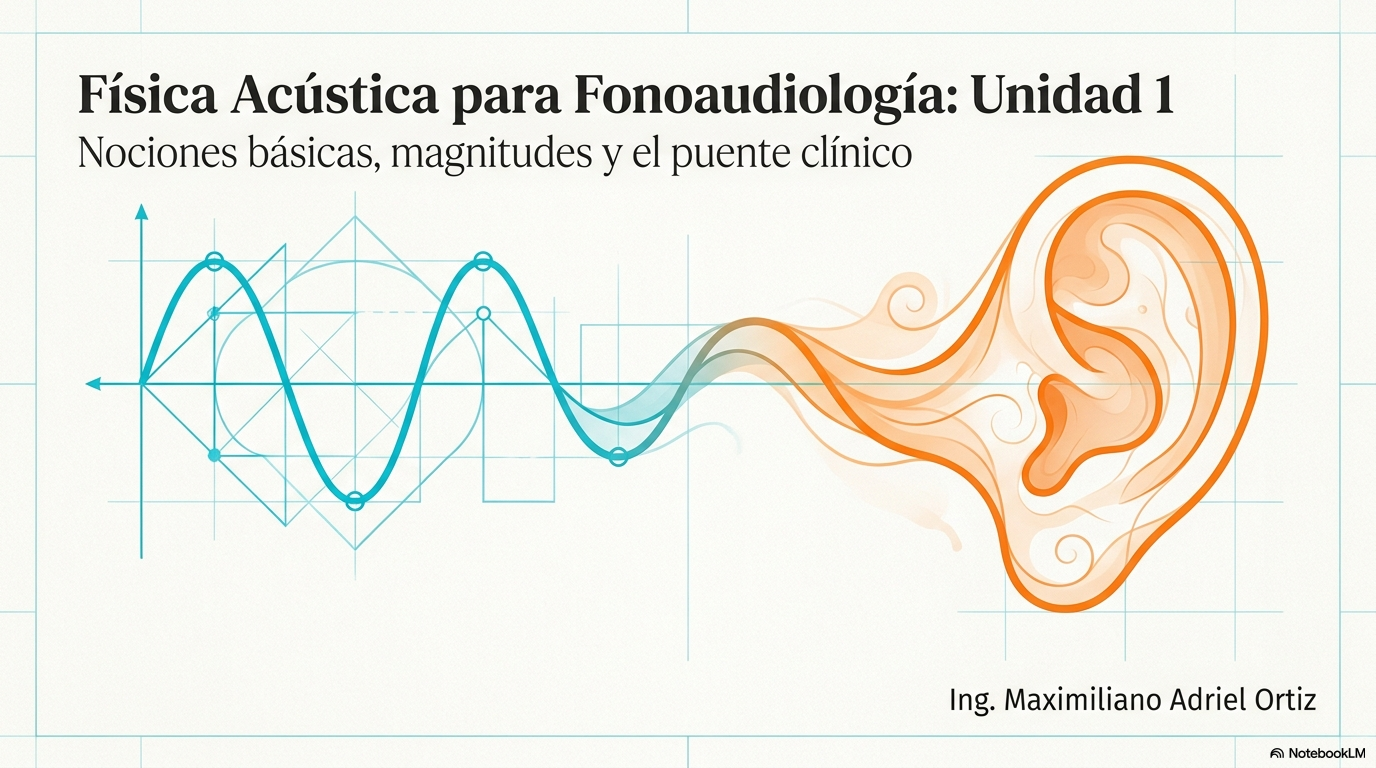 Física Acústica para Fonoaudiología: Unidad 1
Nociones básicas, magnitudes y el puente clínico
Ing. Maximiliano Adriel Ortiz
NotebookLM